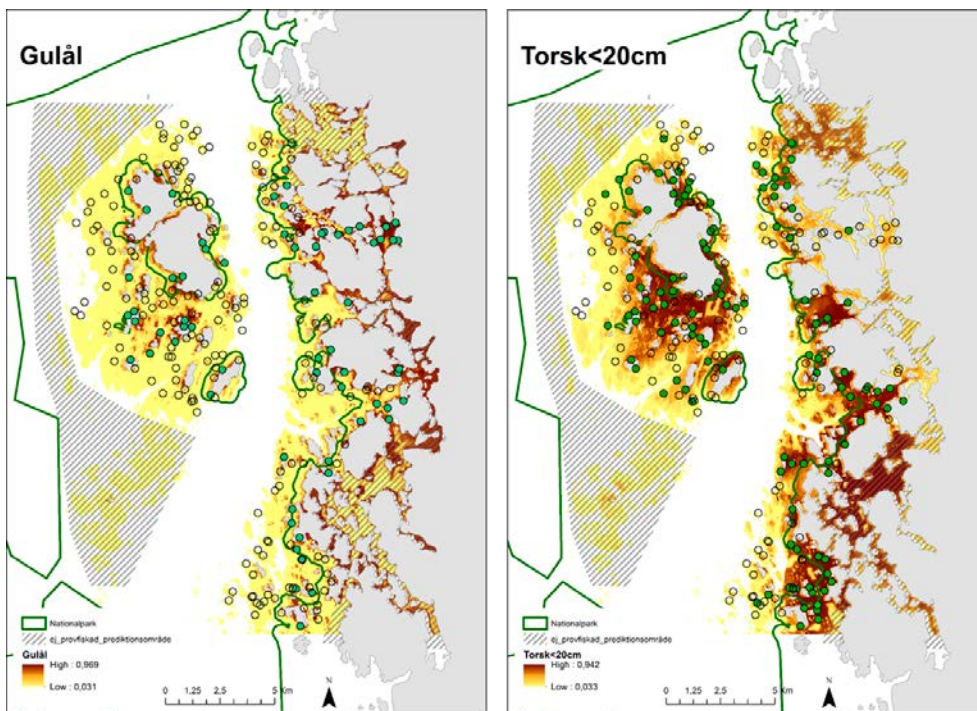 Gulål
N
Nationalpark
ej_provfiskad_prediktionsområde
Gulål
High : 0,969
Low : 0,031
0 1,25 2,5 5 Km
Torsk<20cm
N
Nationalpark
ej_provfiskad_prediktionsområde
Torsk<20cm
High : 0,942
Low : 0,033
0 1,25 2,5 5 Km